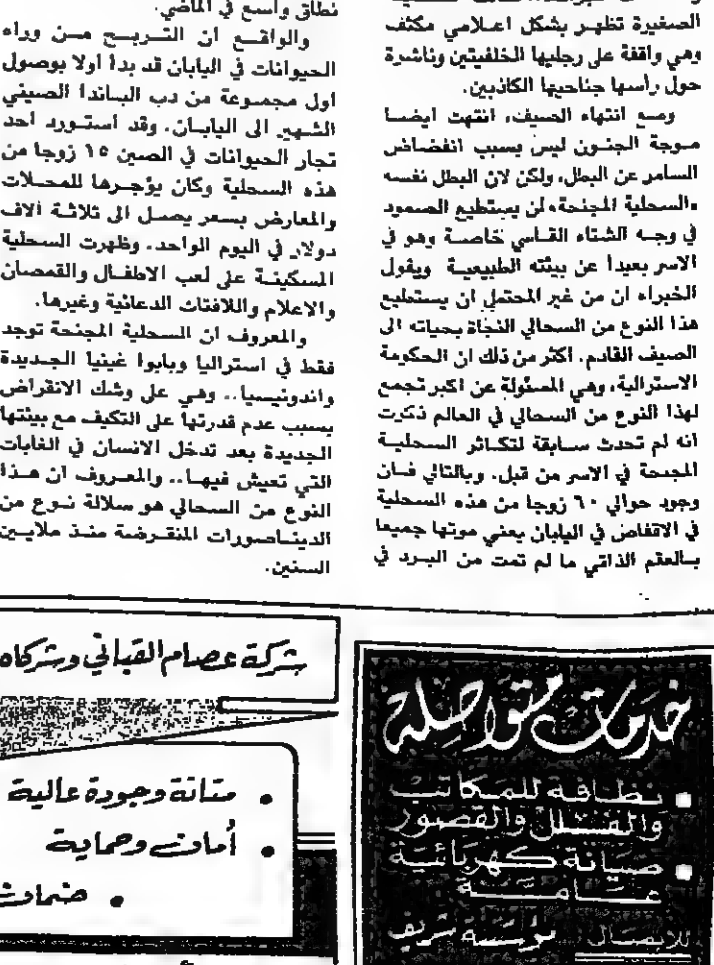 الصغيرة تظهر بشكل اعلامي مكثف
وهي واقفة على رجليها الخلفيتين وناشرة
حول رأسها جناحيها الكاذبين.
ومع انتهاء الصيف، انتهت ايضا
موجة الجنون ليس بسبب انفضاض
السامر عن البطل، ولكن لان البطل نفسه
«السحلية المجنحة» لن يستطيع الصمود
في وجه الشتاء القاسي خاصة وهو في
الاسر بعيداً عن بيئته الطبيعية ويقول
الخبراء ان من غير المحتمل ان يستطيع
هذا النوع من السحالي النجاة بحياته الى
الصيف القادم. اكثر من ذلك ان الحكومة
الاسترالية، وهي المسئولة عن اكبر تجمع
لهذا النوع من السحالي في العالم ذكرت
انه لم تحدث سابقة لتكاثر السحلية
المجنحة في الاسر من قبل. وبالتالي فان
وجود حوالي ٦٠ زوجا من هذه السحلية
في الاقفاص في اليابان يعني موتها جميعا
بالعقم الذاتي ما لم تمت من البرد في
نطاق واسع في الماضي.
والواقع ان التربح من وراء
الحيوانات في اليابان قد بدأ اولا بوصول
اول مجموعة من دب الباندا الصيني
الشهير الى اليابان. وقد استورد احد
تجار الحيوانات في الصين ١٥ زوجا من
هذه السحلية وكان يؤجرها للمحلات
والمعارض بسعر يصل الى ثلاثة الاف
دولار في اليوم الواحد. وظهرت السحلية
المسكينة على لعب الاطفال والقمصان
والاعلام واللافتات الدعائية وغيرها.
والمعروف ان السحلية المجنحة توجد
فقط في استراليا وبابوا غينيا الجديدة
واندونيسيا.. وهي على وشك الانقراض
بسبب عدم قدرتها على التكيف مع بيئتها
الجديدة بعد تدخل الانسان في الغابات
التي تعيش فيها.. والمعروف ان هذا
النوع من السحالي هو سلالة نوع من
الديناصورات المنقرضة منذ ملايين
السنين.
خدمات متواصلة
نظافة للمكاتب
والفلل والقصور
صيانة كهربائية
عامة
للاتصال مؤسسة شريف
شركة عصام القباني وشركاه
• متانة وجودة عالية
• أمان وحماية